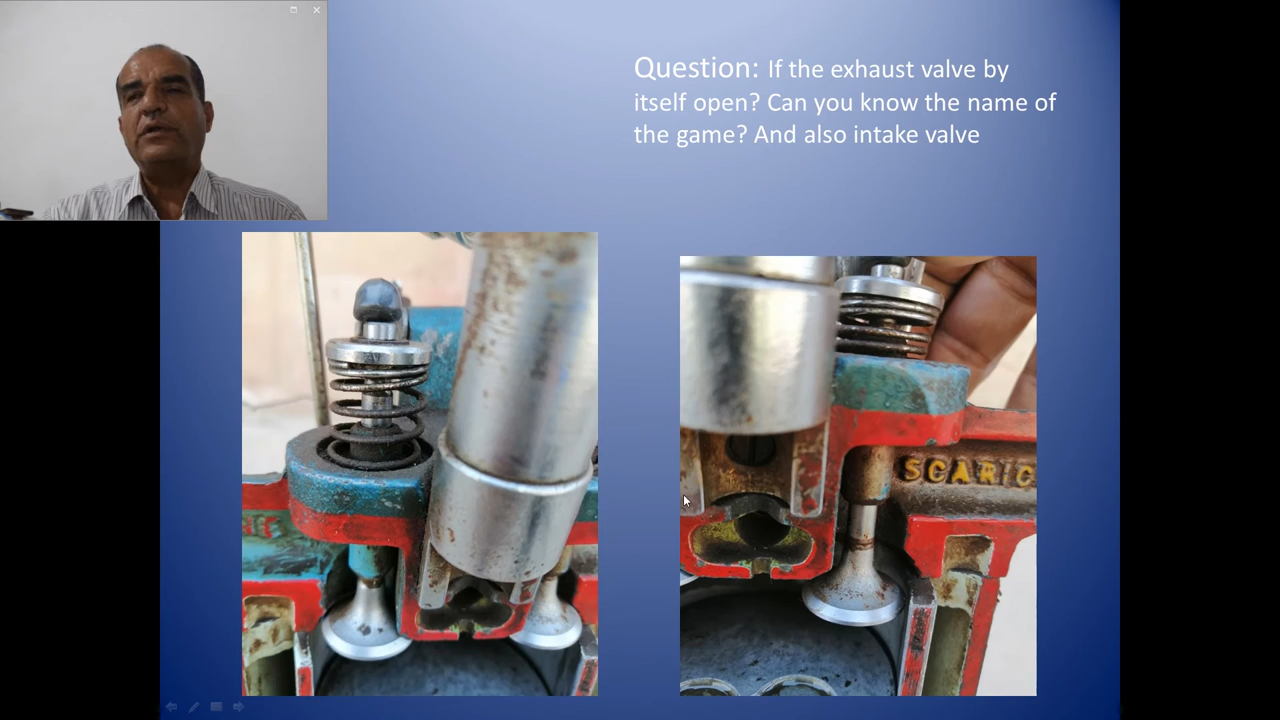 Question: If the exhaust valve by
itself open? Can you know the name of
the game? And also intake valve
SCARIC